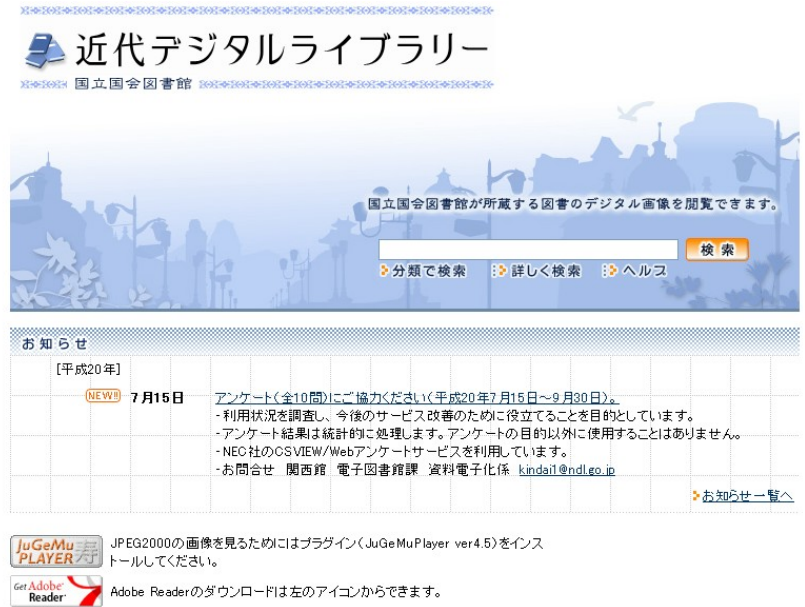 近代デジタルライブラリー
国立国会図書館
国立国会図書館が所蔵する図書のデジタル画像を閲覧できます。
検索
分類で検索 詳しく検索 ヘルプ
お知らせ
[平成20年]
NEW!! 7月15日 アンケート(全10問)にご協力ください(平成20年7月15日～9月30日)。
-利用状況を調査し、今後のサービス改善のために役立てることを目的としています。
-アンケート結果は統計的に処理します。アンケートの目的以外に使用することはありません。
-NEC社のCSVIEW/Webアンケートサービスを利用しています。
-お問合せ 関西館 電子図書館課 資料電子化係 kindai1@ndl.go.jp
お知らせ一覧へ
JuGeMu PLAYER 寿
JPEG2000の画像を見るためにはプラグイン(JuGeMuPlayer ver4.5)をインス
トールしてください。
Get Adobe Reader
Adobe Readerのダウンロードは左のアイコンからできます。